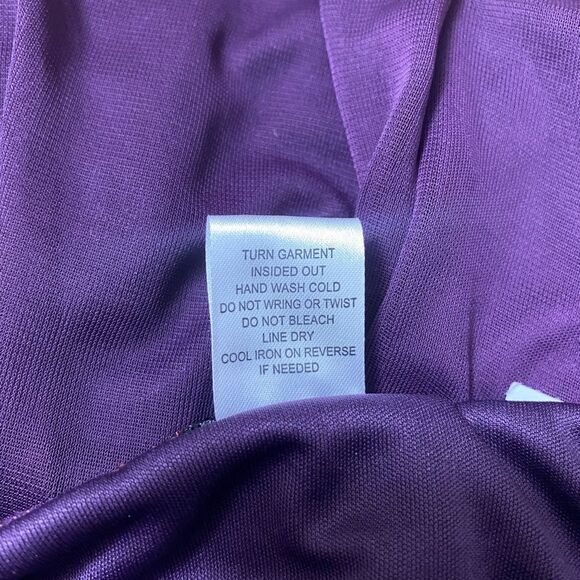 TURN GARMENT
INSIDED OUT
HAND WASH COLD
DO NOT WRING OR TWIST
DO NOT BLEACH
LINE DRY
COOL IRON ON REVERSE
IF NEEDED